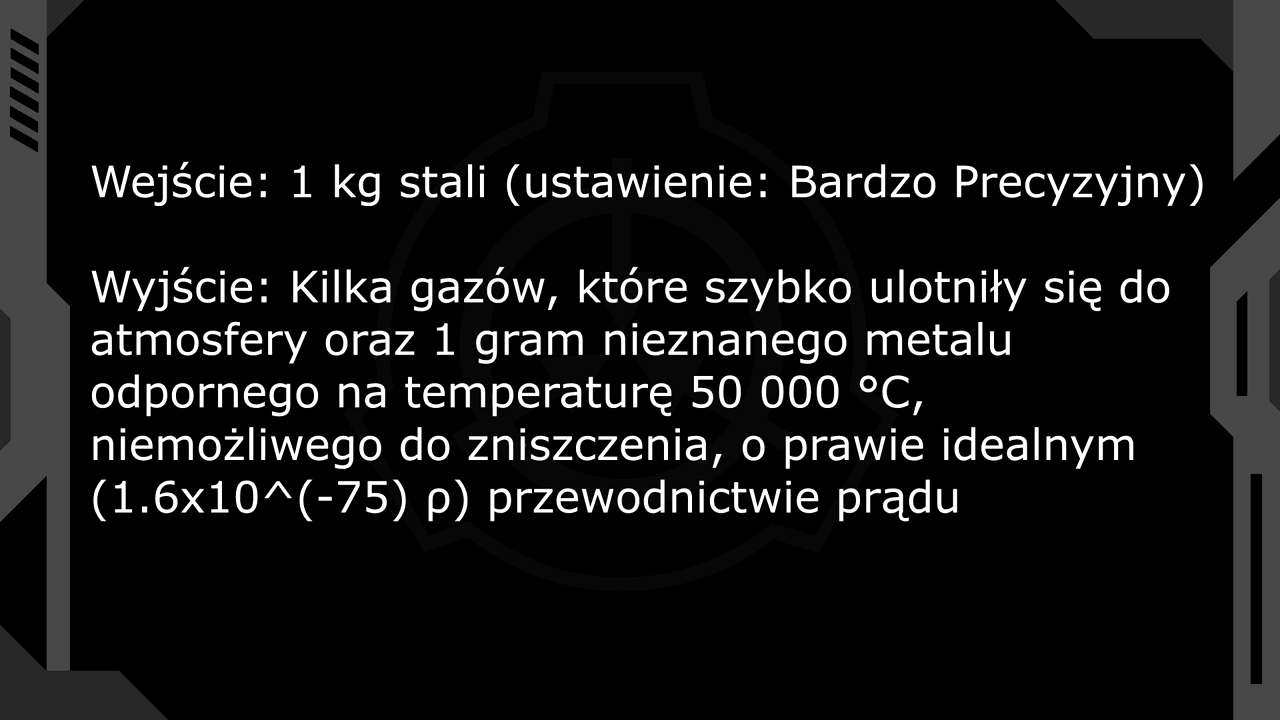 Wejście: 1 kg stali (ustawienie: Bardzo Precyzyjny)
Wyjście: Kilka gazów, które szybko ulotniły się do
atmosfery oraz 1 gram nieznanego metalu
odpornego na temperaturę 50 000 °C,
niemożliwego do zniszczenia, o prawie idealnym
(1.6x10^(-75) ρ) przewodnictwie prądu